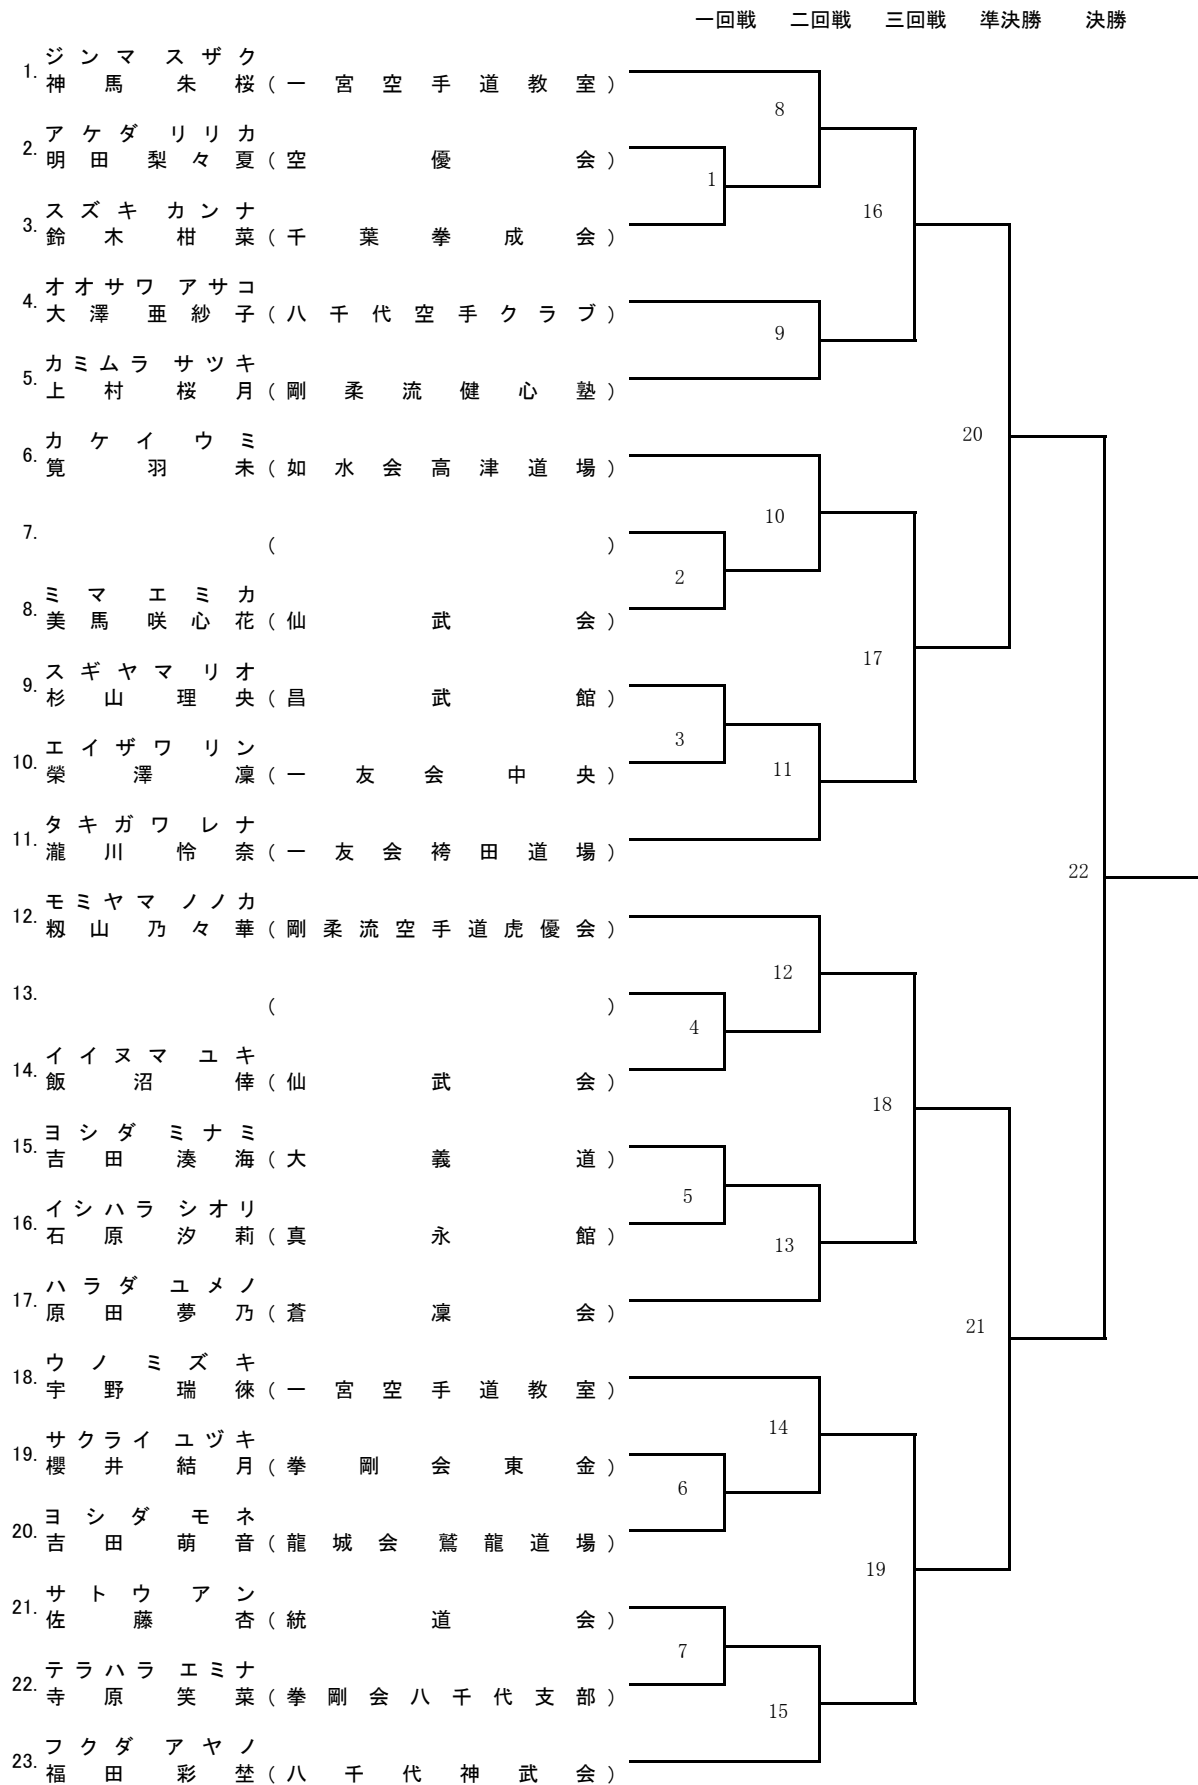 一回戦 二回戦 三回戦 準決勝 決勝
ジンマ スザク
1. 神馬 朱桜 (一宮空手道教室)
8
アケダ リリカ
2. 明田 梨々夏 (空優会)
1
スズキ カンナ
3. 鈴木 柑菜 (千葉拳成会)
16
オオサワ アサコ
4. 大澤 亜紗子 (八千代空手クラブ)
9
カミムラ サツキ
5. 上村 桜月 (剛柔流健心塾)
20
カケイ ウミ
6. 筧 羽未 (如水会高津道場)
10
7. ( )
2
ミマ エミカ
8. 美馬 咲心花 (仙武会)
17
スギヤマ リオ
9. 杉山 理央 (昌武館)
3
エイザワ リン
10. 榮澤 凜 (一友会中央)
11
タキガワ レナ
11. 瀧川 怜奈 (一友会袴田道場)
22
モミヤマ ノノカ
12. 籾山 乃々華 (剛柔流空手道虎優会)
12
13. ( )
4
イイヌマ ユキ
14. 飯沼 倖 (仙武会)
18
ヨシダ ミナミ
15. 吉田 湊海 (大義道)
5
イシハラ シオリ
16. 石原 汐莉 (真永館)
13
ハラダ ユメノ
17. 原田 夢乃 (蒼凜会)
21
ウノ ミズキ
18. 宇野 瑞徠 (一宮空手道教室)
14
サクライ ユヅキ
19. 櫻井 結月 (拳剛会東金)
6
ヨシダ モネ
20. 吉田 萌音 (龍城会 鷲龍道場)
19
サトウ アン
21. 佐藤 杏 (統道会)
7
テラハラ エミナ
22. 寺原 笑菜 (拳剛会八千代支部)
15
フクダ アヤノ
23. 福田 彩埜 (八千代神武会)